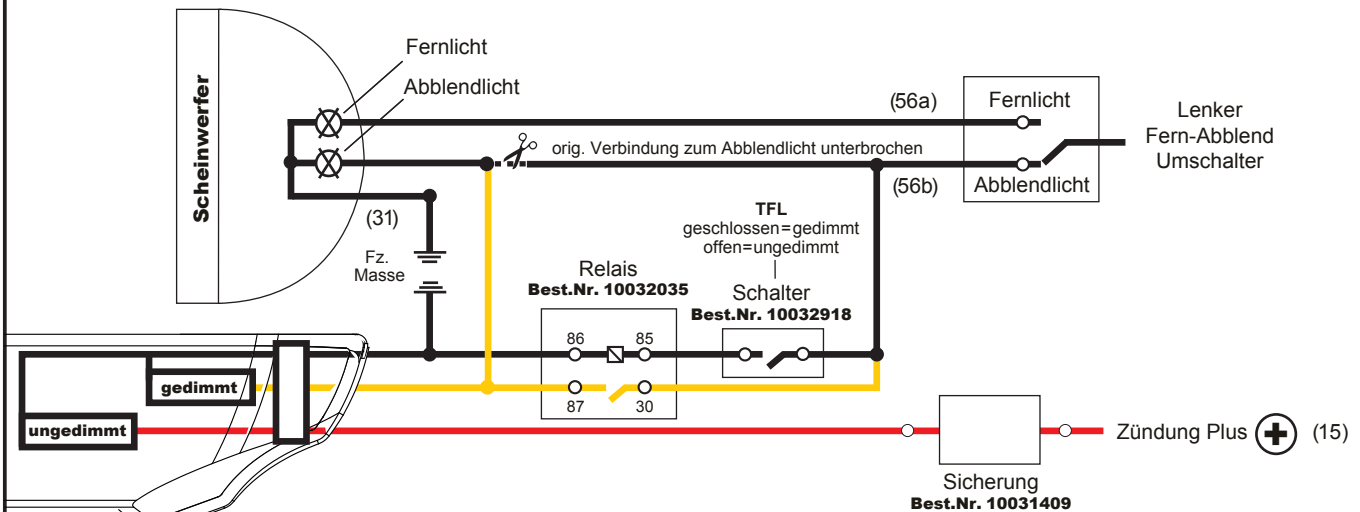 Scheinwerfer
Fernlicht
Abblendlicht
(56a)
Fernlicht
Lenker
Fern-Abblend
Umschalter
orig. Verbindung zum Abblendlicht unterbrochen
(56b)
Abblendlicht
(31)
Fz.
Masse
TFL
geschlossen=gedimmt
offen=ungedimmt
Relais
Best.Nr. 10032035
Schalter
Best.Nr. 10032918
86
85
87
30
gedimmt
ungedimmt
Zündung Plus + (15)
Sicherung
Best.Nr. 10031409